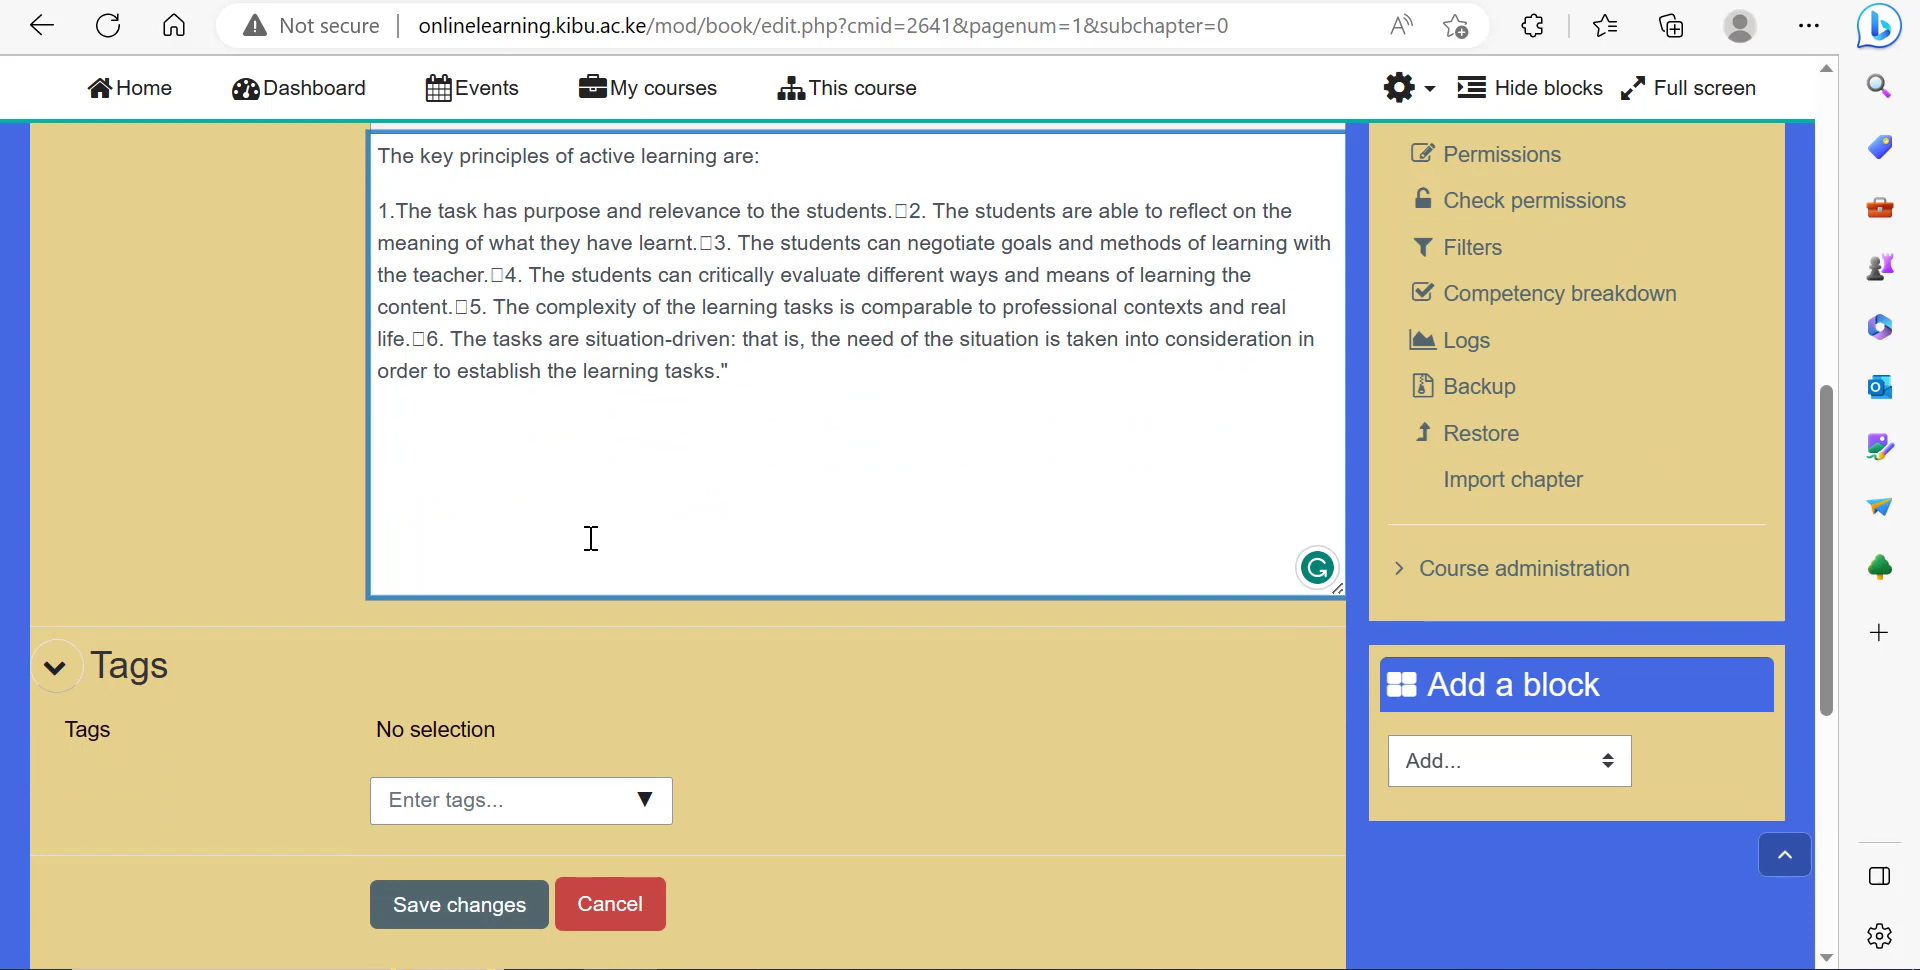 Not secure | onlinelearning.kibu.ac.ke/mod/book/edit.php?cmid=2641&pagenum=1&subchapter=0
Home Dashboard Events My courses This course Hide blocks Full screen
The key principles of active learning are:
1.The task has purpose and relevance to the students.□2. The students are able to reflect on the
meaning of what they have learnt.□3. The students can negotiate goals and methods of learning with
the teacher.□4. The students can critically evaluate different ways and means of learning the
content.□5. The complexity of the learning tasks is comparable to professional contexts and real
life.□6. The tasks are situation-driven: that is, the need of the situation is taken into consideration in
order to establish the learning tasks."
Tags
Tags
No selection
Enter tags...
Save changes
Cancel
Permissions
Check permissions
Filters
Competency breakdown
Logs
Backup
Restore
Import chapter
Course administration
Add a block
Add...